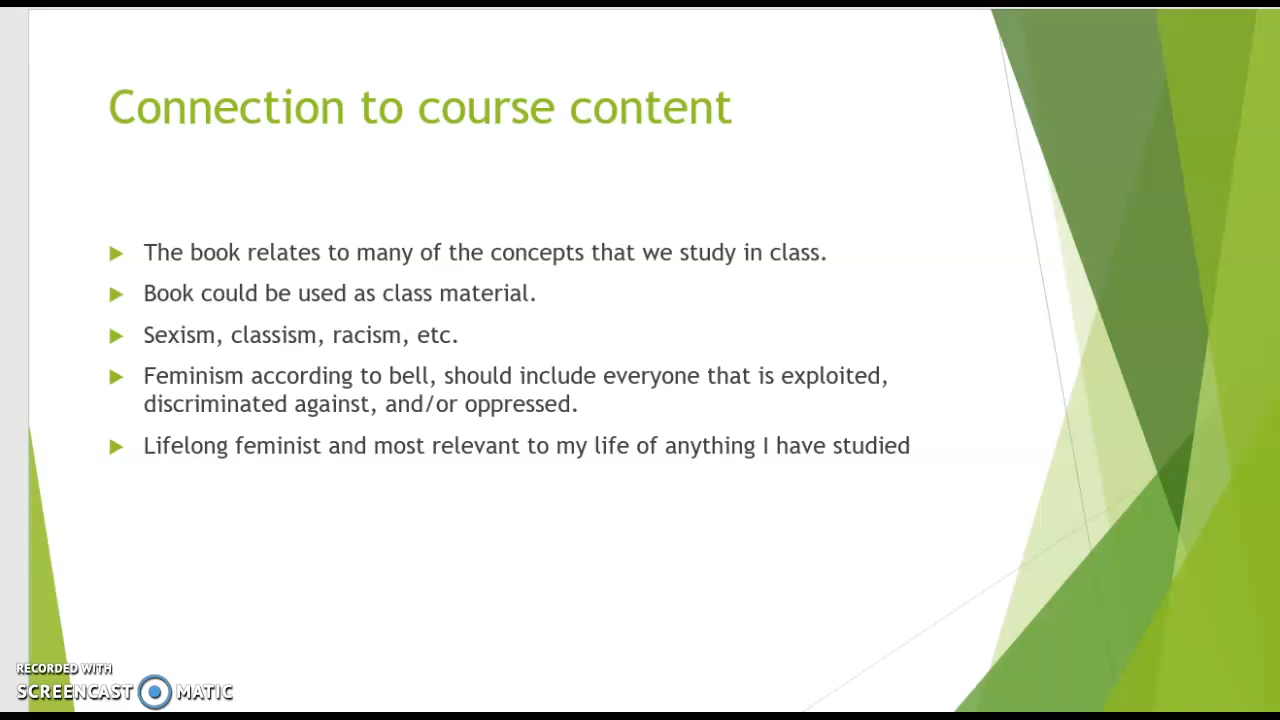 Connection to course content
The book relates to many of the concepts that we study in class.
Book could be used as class material.
Sexism, classism, racism, etc.
Feminism according to bell, should include everyone that is exploited,
discriminated against, and/or oppressed.
Lifelong feminist and most relevant to my life of anything I have studied
RECORDED WITH
SCREENCAST MATIC